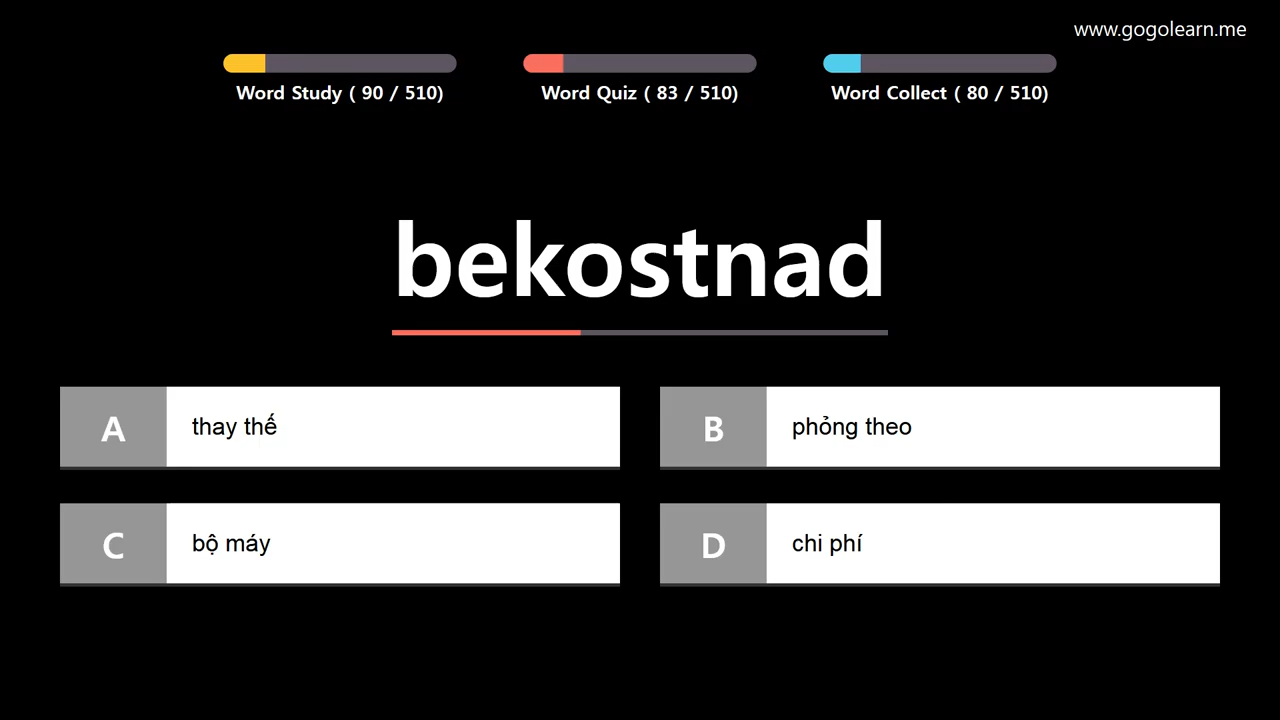 www.gogolearn.me
Word Study ( 90 / 510)
Word Quiz ( 83 / 510)
Word Collect ( 80 / 510)
bekostnad
A
thay thế
B
phỏng theo
C
bộ máy
D
chi phí